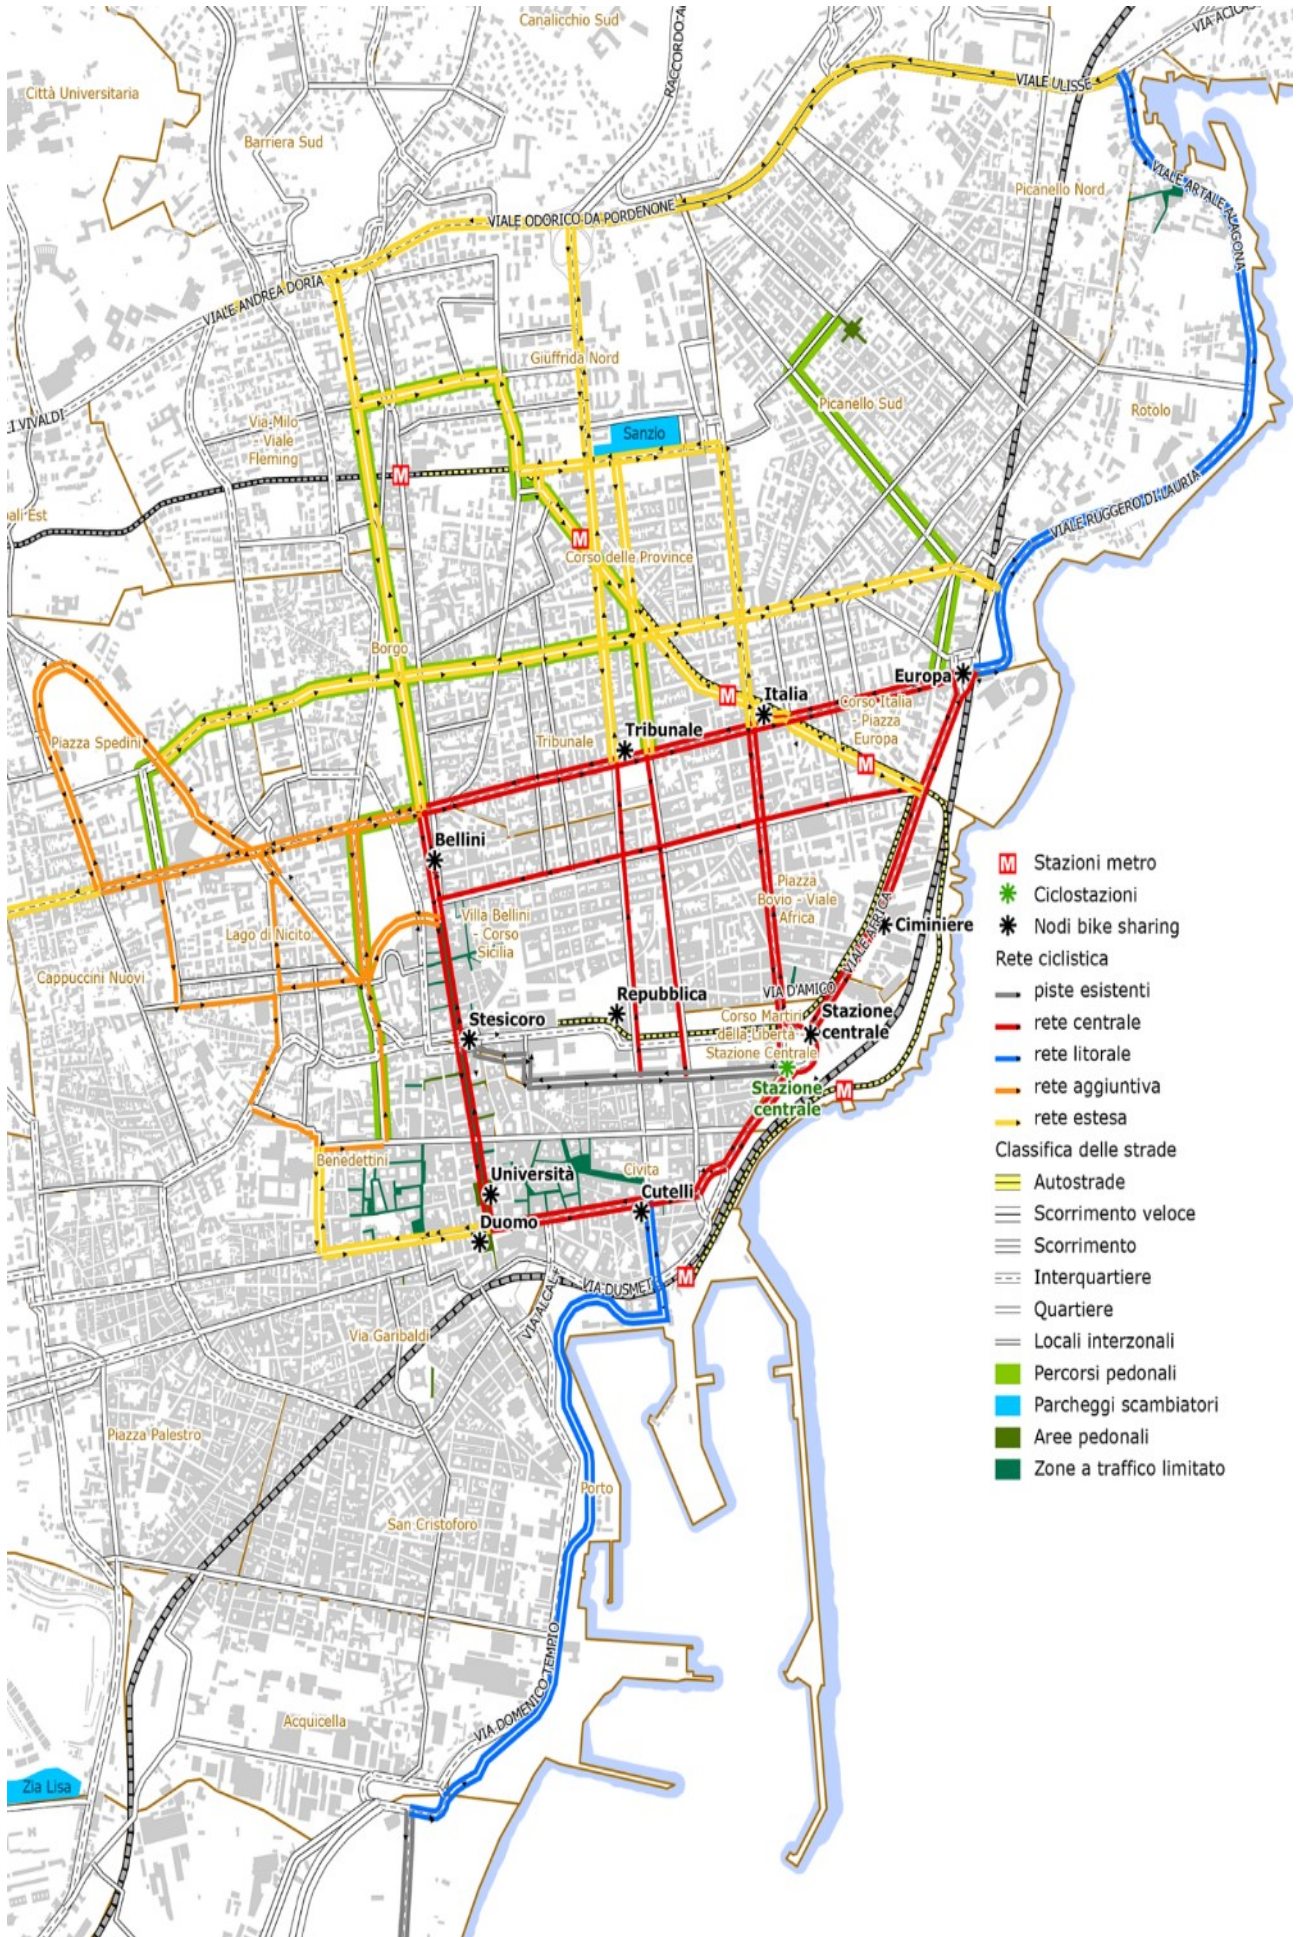 Canalicchio Sud
VIA ACIC
RACCORDO A
Città Universitaria
VIALE ULISSE
Barriera Sud
VIALE ARTALE ALAGONA
Picanello Nord
VIALE ODORICO DA PORDENONE
VIALE ANDREA DORIA
Giuffrida Nord
Picanello Sud
Rotolo
I VIVALDI
Via Milo
- Viale
Fleming
Sanzio
M
ali Est
VIALE RUGGERO DI LAURIA
M
Corso delle Province
Borgo
Europa
M
Italia
Corso Italia
- Piazza
Europa
Piazza Spedini
Tribunale
Tribunale
M
Bellini
Piazza
Bovio - Viale
Africa
Villa Bellini
- Corso
Sicilia
Lago di Nicito
VIALE AFRICA
Ciminiere
Cappuccini Nuovi
VIA D'AMICO
Repubblica
Corso Martiri
della Libertà -
Stazione Centrale
Stazione
centrale
Stesicoro
Stazione
centrale
M
Benedettini
Università
Civita
Cutelli
Duomo
M
VIA DUSMET
VIA ALCALÀ
Via Garibaldi
Piazza Palestro
Porto
San Cristoforo
VIA DOMENICO TEMPIO
Acquicella
Zia Lisa
M Stazioni metro
Ciclostazioni
Nodi bike sharing
Rete ciclistica
piste esistenti
rete centrale
rete litorale
rete aggiuntiva
rete estesa
Classifica delle strade
Autostrade
Scorrimento veloce
Scorrimento
Interquartiere
Quartiere
Locali interzonali
Percorsi pedonali
Parcheggi scambiatori
Aree pedonali
Zone a traffico limitato